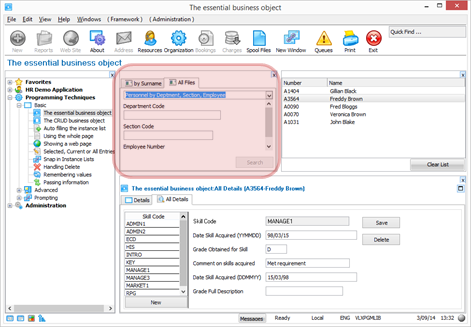 The essential business object
File Edit View Help Windows ( Framework ) ( Administration )
New Reports Web Site About Address Resources Organization Bookings Charges Spool Files New Window Queues Print Exit
Quick Find ...
The essential business object
Favorites
HR Demo Application
Programming Techniques
Basic
The essential business object
The CRUD business object
Auto filling the instance list
Using the whole page
Showing a web page
Selected, Current or All Entries
Snap in Instance Lists
Handling Delete
Remembering values
Passing information
Advanced
Prompting
Administration
by Surname All Files
Personnel by Deptment, Section, Employee
Department Code
Section Code
Employee Number
Search
Number Name
A1404 Gillian Black
A3564 Freddy Brown
A0090 Fred Bloggs
A0070 Veronica Brown
A1031 John Blake
Clear List
The essential business object:All Details (A3564-Freddy Brown)
Details All Details
Skill Code
ADMIN1
ADMIN2
ECD
HIS
INTRO
KEY
MANAGE1
MANAGE3
MARKET1
RPG
New
Skill Code MANAGE1
Date Skill Acquired (YYMMDD) 98/03/15
Grade Obtained for Skill D
Comment on skills acquired Met requirement
Date Skill Acquired (DDMMYY) 15/03/98
Grade Full Description
Save
Delete
Messages Ready Local ENG VLXPGMLIB 3/09/14 13:32